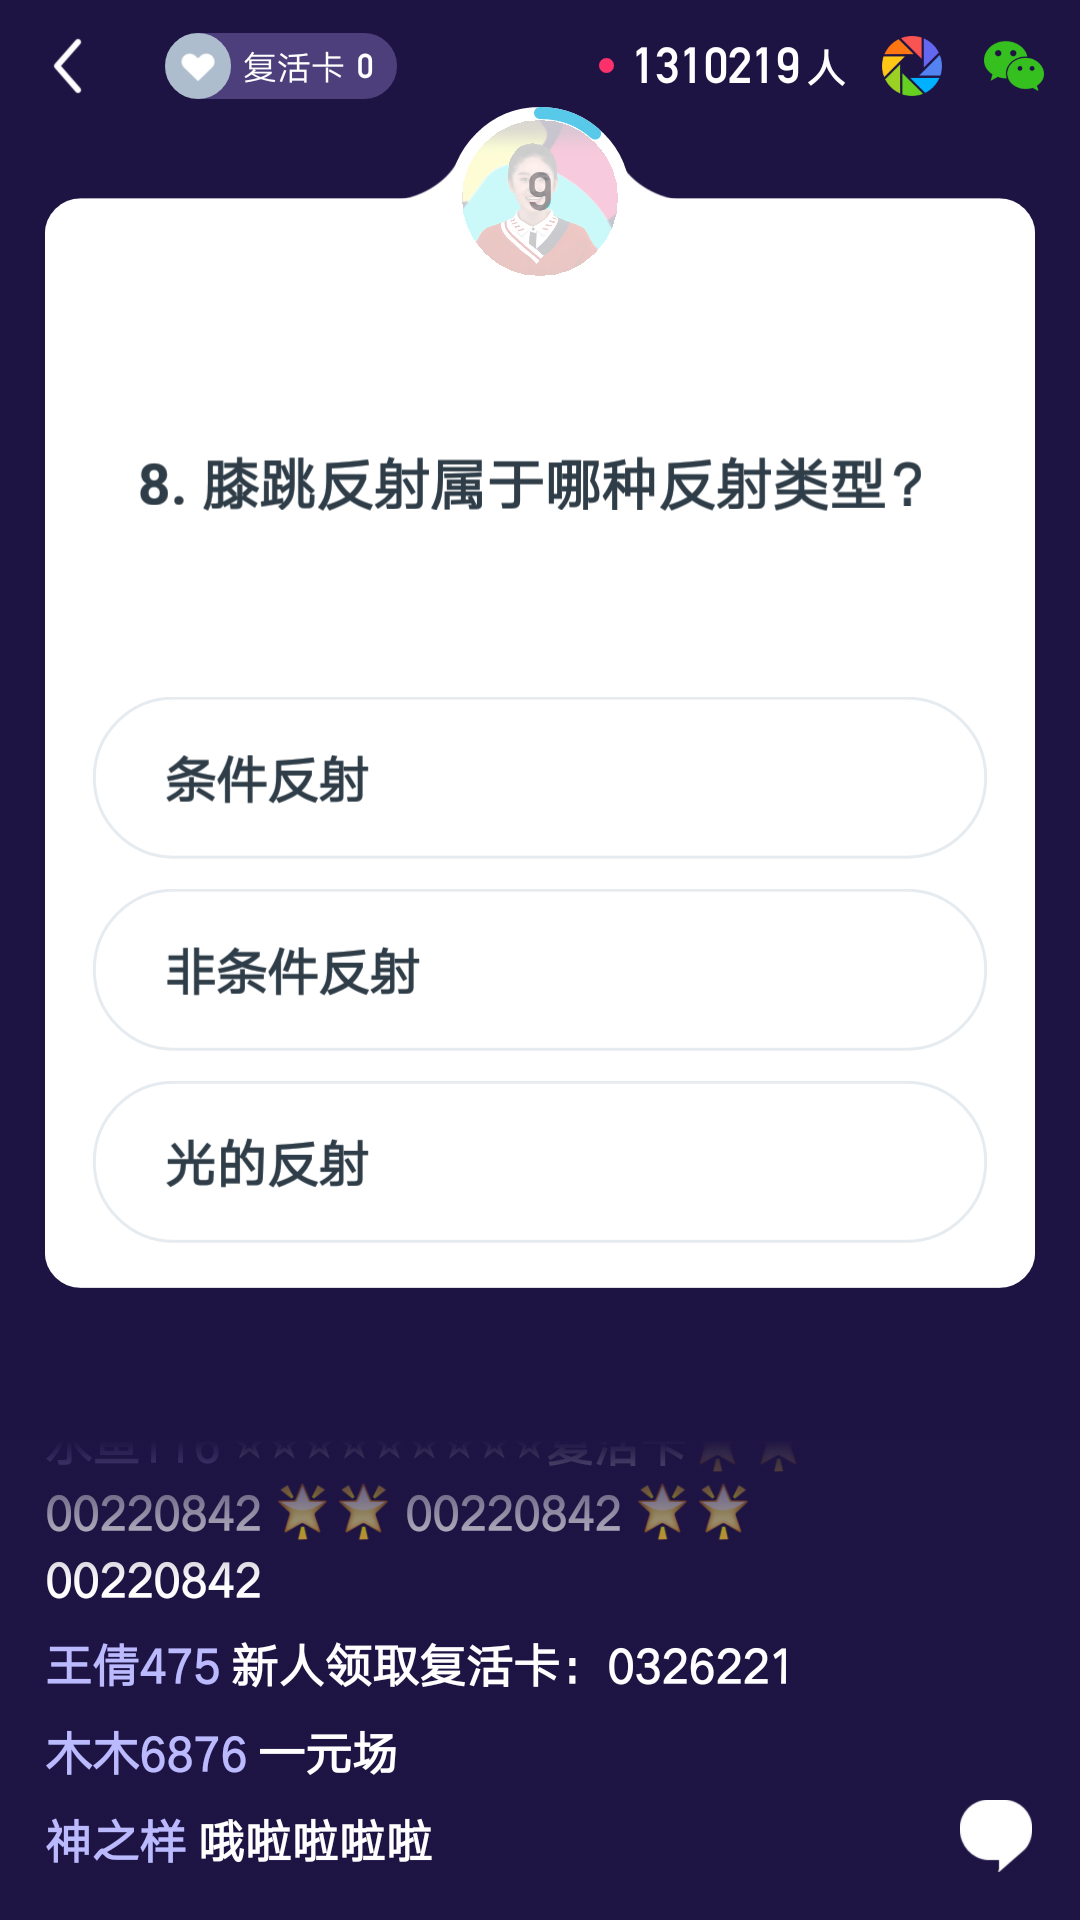 复活卡 0
1310219人
9
8. 膝跳反射属于哪种反射类型？
条件反射
非条件反射
光的反射
00220842 🌟🌟 00220842 🌟🌟
00220842
王倩475 新人领取复活卡：0326221
木木6876 一元场
神之样 哦啦啦啦啦